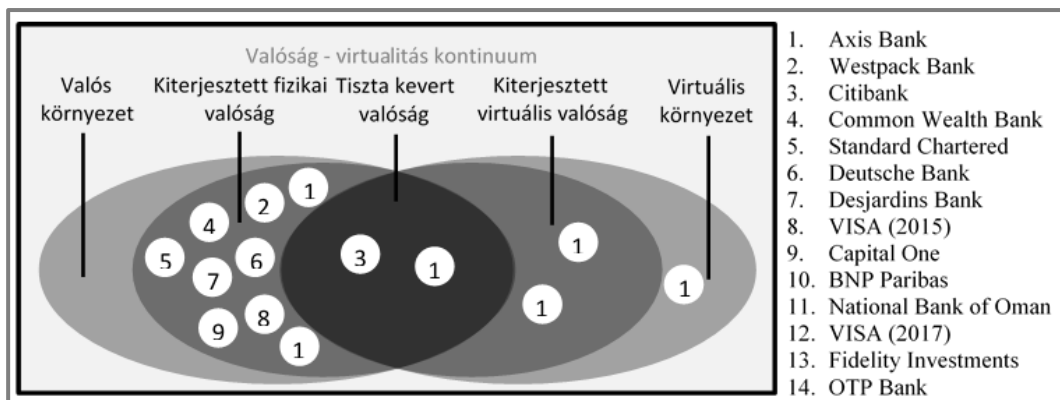 Valóság - virtualitás kontinuum
Valós
környezet
Kiterjesztett fizikai
valóság
Tiszta kevert
valóság
Kiterjesztett
virtuális valóság
Virtuális
környezet
1
2
4
5
6
7
8
9
1
3
1
1
1
1
1. Axis Bank
2. Westpack Bank
3. Citibank
4. Common Wealth Bank
5. Standard Chartered
6. Deutsche Bank
7. Desjardins Bank
8. VISA (2015)
9. Capital One
10. BNP Paribas
11. National Bank of Oman
12. VISA (2017)
13. Fidelity Investments
14. OTP Bank